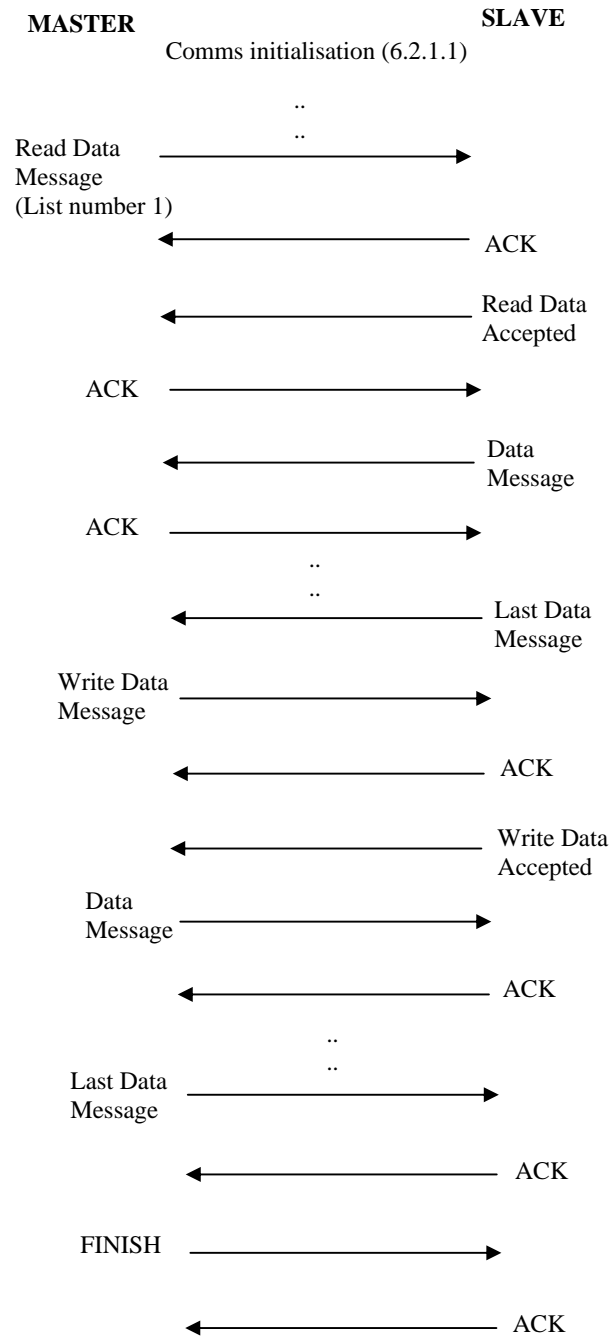 MASTER
SLAVE
Comms initialisation (6.2.1.1)
..
..
Read Data
Message
(List number 1)
ACK
Read Data
Accepted
ACK
Data
Message
ACK
..
..
Last Data
Message
Write Data
Message
ACK
Write Data
Accepted
Data
Message
ACK
..
..
Last Data
Message
ACK
FINISH
ACK